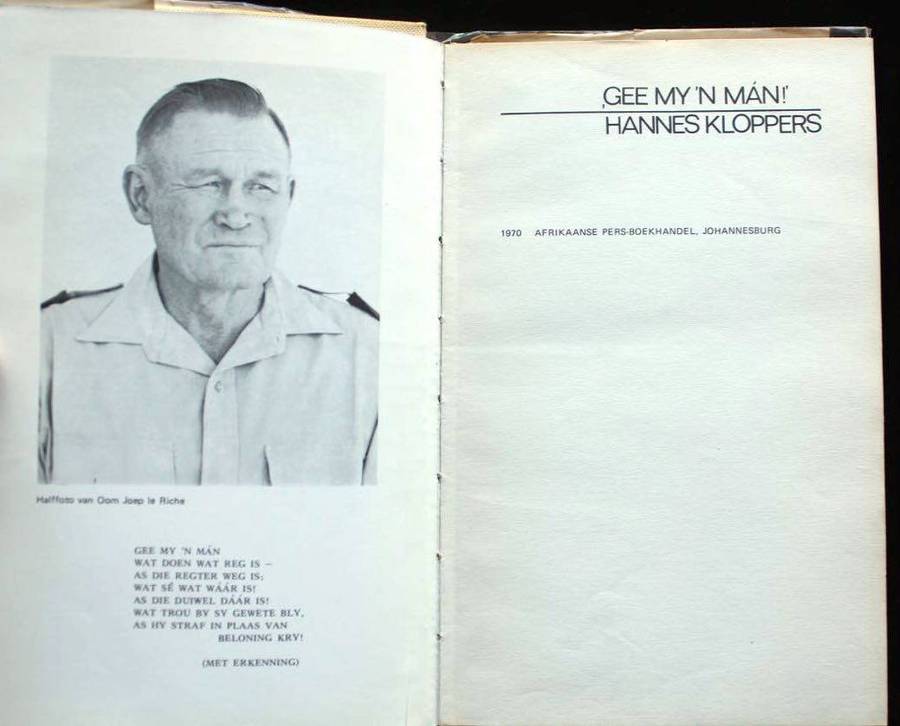 Halffoto van Oom Joep le Riche
GEE MY 'N MÁN
WAT DOEN WAT REG IS –
AS DIE REGTER WEG IS;
WAT SÊ WAT WÁÁR IS!
AS DIE DUIWEL DÁÁR IS!
WAT TROU BY SY GEWETE BLY,
AS HY STRAF IN PLAAS VAN
BELONING KRY!
(MET ERKENNING)
‚GEE MY 'N MÁN!'
HANNES KLOPPERS
1970 AFRIKAANSE PERS-BOEKHANDEL, JOHANNESBURG